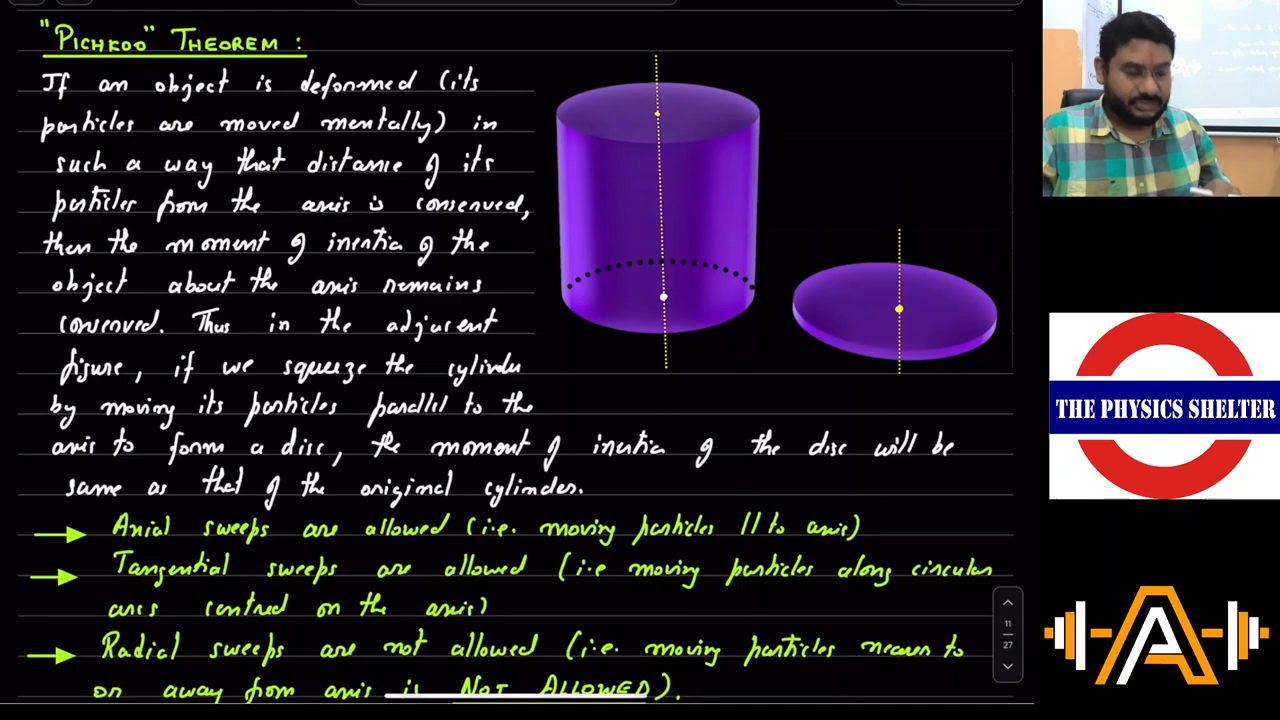 "PICHKOO" THEOREM :
If an object is deformed (its
particles are moved mentally) in
such a way that distance of its
particles from the axis is conserved,
then the moment of inertia of the
object about the axis remains
conserved. Thus in the adjacent
figure, if we squeeze the cylinder
by moving its particles parallel to the
axis to form a disc, the moment of inertia of the disc will be
same as that of the original cylinder.
→ Axial sweeps are allowed (i.e. moving particles || to axis)
→ Tangential sweeps are allowed (i.e moving particles along circular
arcs centred on the axis)
→ Radial sweeps are not allowed (i.e. moving particles nearer to
or away from axis is NOT ALLOWED).
11
27
THE PHYSICS SHELTER
A